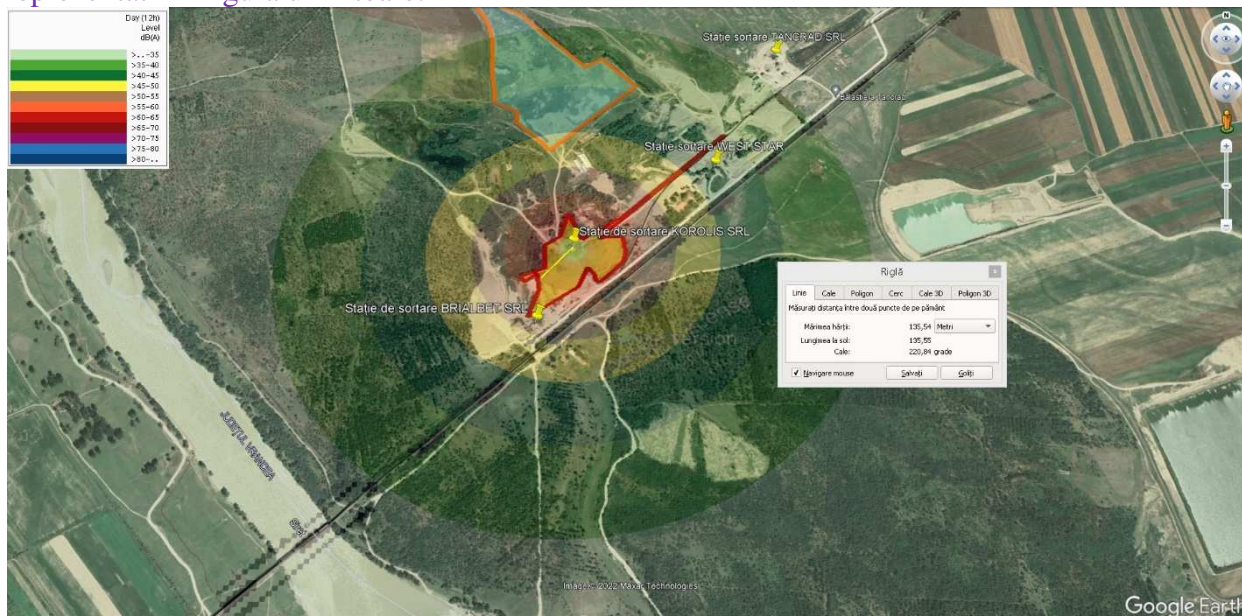 Day (12h)
Level
dB(A)
>..-35
>35-40
>40-45
>45-50
>50-55
>55-60
>60-65
>65-70
>70-75
>75-80
>80-..
Stație sortare TANCRAD SRL
Stație sortare WEST STAR
Stație de sortare KOROLIS SRL
Stație de sortare BRIALBET SRL
JUDEȚUL VRANCEA
Siret
N
Riglă
Linie Cale Poligon Cerc Cale 3D Poligon 3D
Măsurați distanța între două puncte de pe pământ
Mărimea hărții: 135,54 Metri
Lungimea la sol: 135,55
Cale: 220,84 grade
Navigare mouse Salvați Goliți
Image © 2022 Maxar Technologies
Google Earth